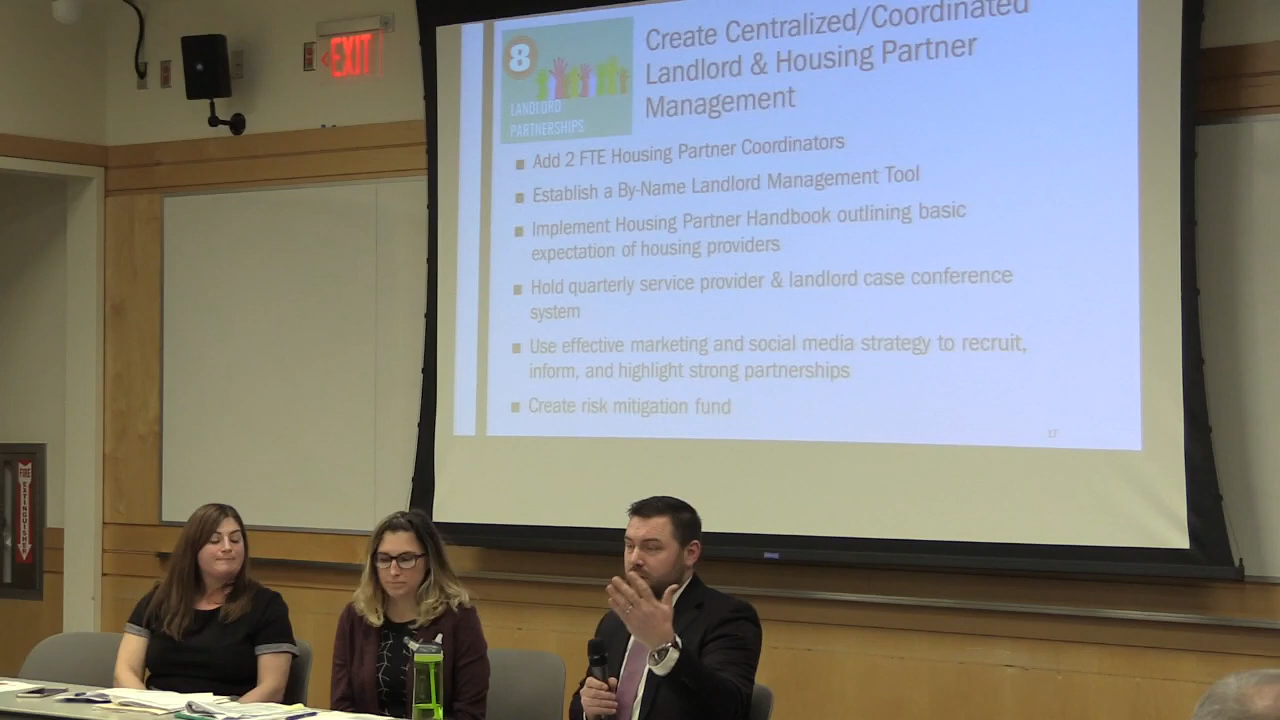 EXIT
8
LANDLORD
PARTNERSHIPS
Create Centralized/Coordinated
Landlord & Housing Partner
Management
Add 2 FTE Housing Partner Coordinators
Establish a By-Name Landlord Management Tool
Implement Housing Partner Handbook outlining basic
expectation of housing providers
Hold quarterly service provider & landlord case conference
system
Use effective marketing and social media strategy to recruit,
inform, and highlight strong partnerships
Create risk mitigation fund
17
FIRE
EXTINGUISHER